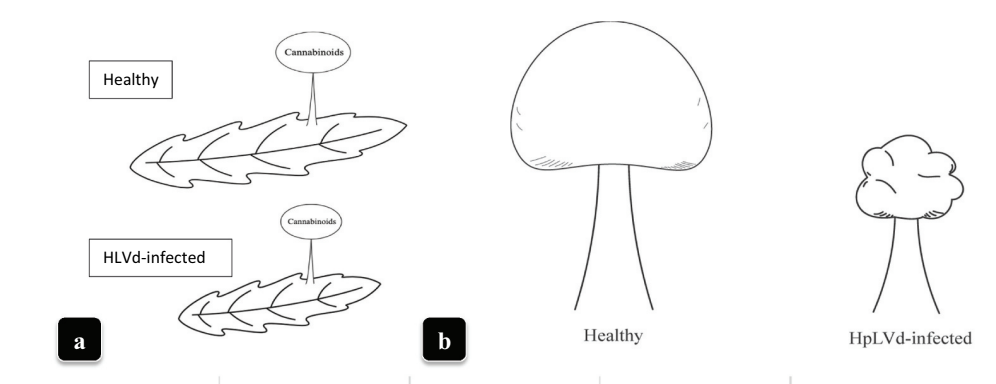 Cannabinoids
Healthy
Cannabinoids
HLVd-infected
a
b
Healthy
HpLVd-infected